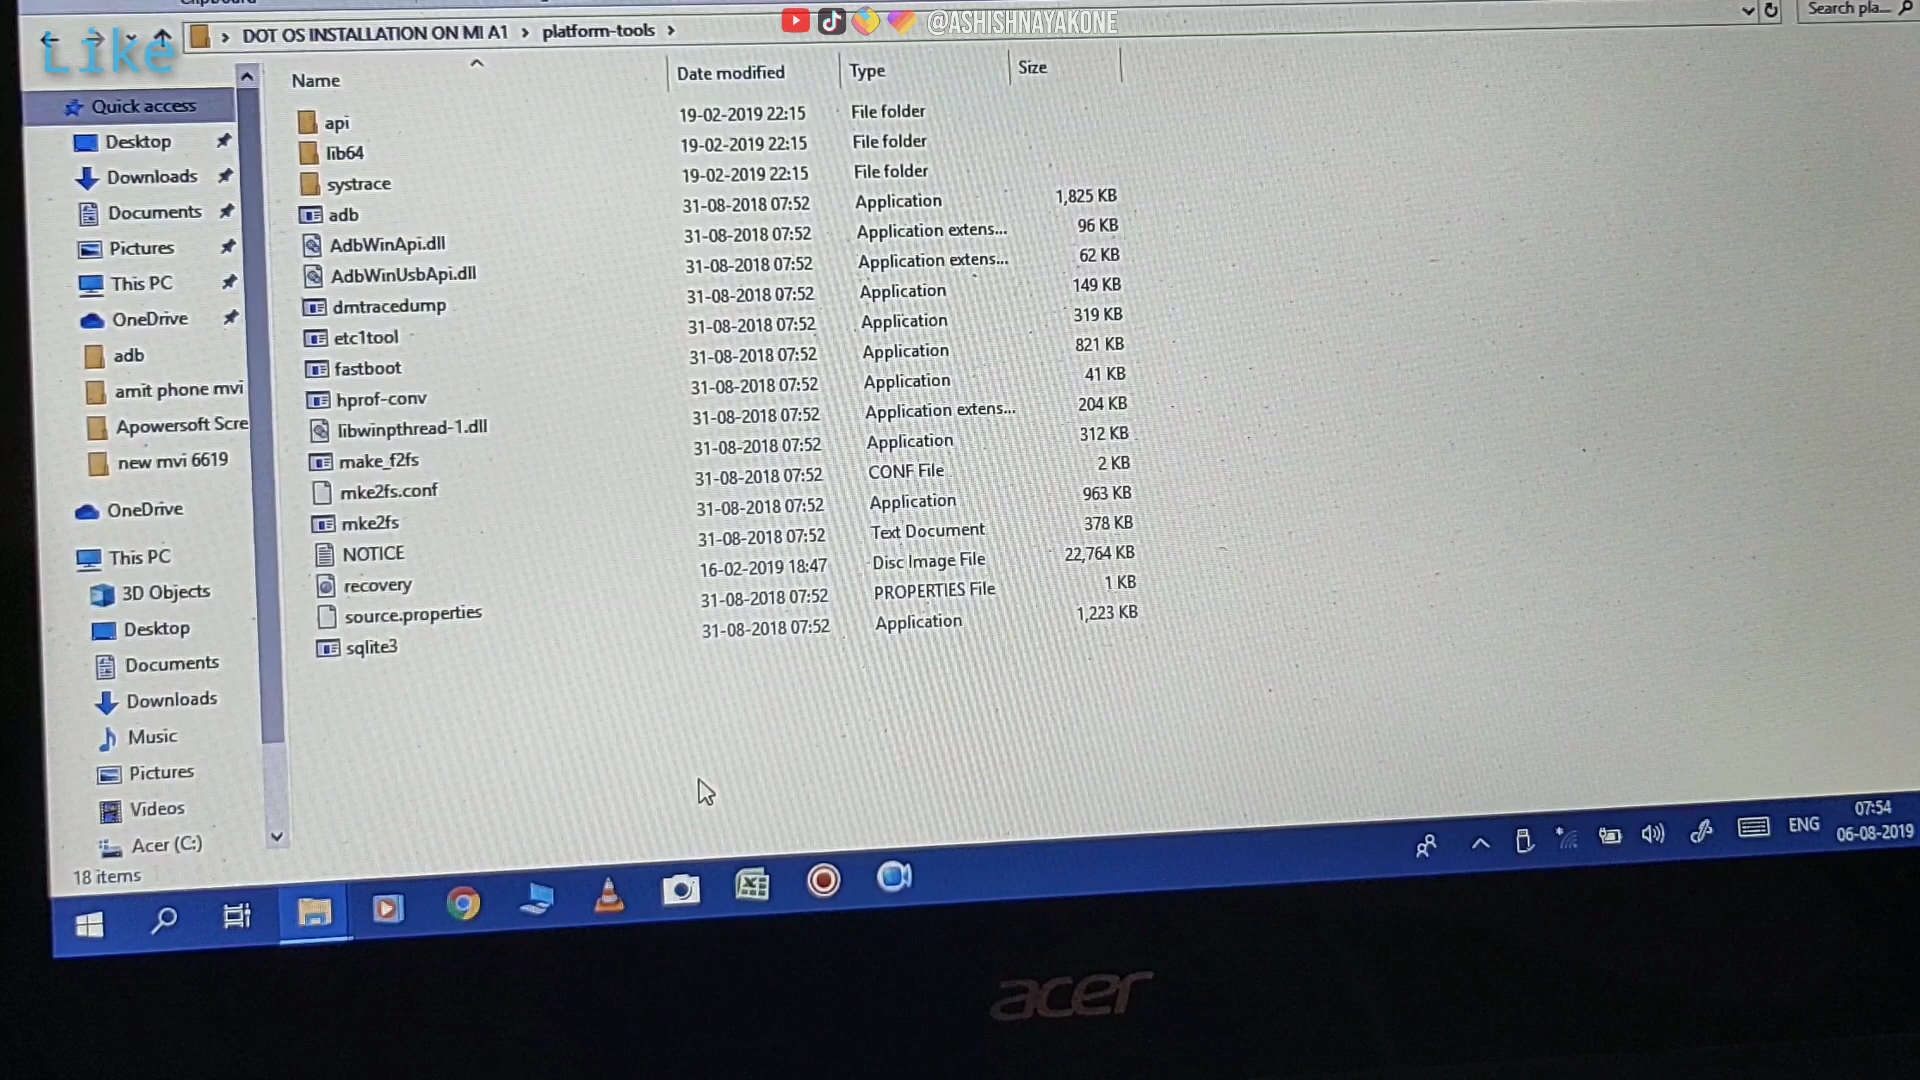 @ASHISHNAYAKONE
Like
DOT OS INSTALLATION ON MI A1 > platform-tools >
Search pla...
Name Date modified Type Size
Quick access
Desktop
Downloads
Documents
Pictures
This PC
OneDrive
adb
amit phone mvi
Apowersoft Scre
new mvi 6619
OneDrive
This PC
3D Objects
Desktop
Documents
Downloads
Music
Pictures
Videos
Acer (C:)
api 19-02-2019 22:15 File folder
lib64 19-02-2019 22:15 File folder
systrace 19-02-2019 22:15 File folder
adb 31-08-2018 07:52 Application 1,825 KB
AdbWinApi.dll 31-08-2018 07:52 Application extens... 96 KB
AdbWinUsbApi.dll 31-08-2018 07:52 Application extens... 62 KB
dmtracedump 31-08-2018 07:52 Application 149 KB
etc1tool 31-08-2018 07:52 Application 319 KB
fastboot 31-08-2018 07:52 Application 821 KB
hprof-conv 31-08-2018 07:52 Application 41 KB
libwinpthread-1.dll 31-08-2018 07:52 Application extens... 204 KB
make_f2fs 31-08-2018 07:52 Application 312 KB
mke2fs.conf 31-08-2018 07:52 CONF File 2 KB
mke2fs 31-08-2018 07:52 Application 963 KB
NOTICE 31-08-2018 07:52 Text Document 378 KB
recovery 16-02-2019 18:47 Disc Image File 22,764 KB
source.properties 31-08-2018 07:52 PROPERTIES File 1 KB
sqlite3 31-08-2018 07:52 Application 1,223 KB
18 items
ENG
07:54
06-08-2019
acer